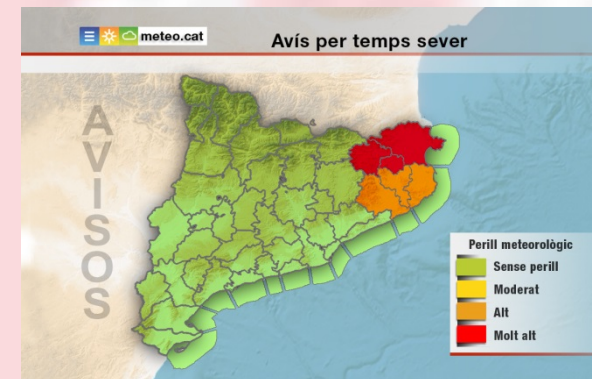 meteo.cat
Avís per temps sever
AVISOS
Perill meteorològic
Sense perill
Moderat
Alt
Molt alt